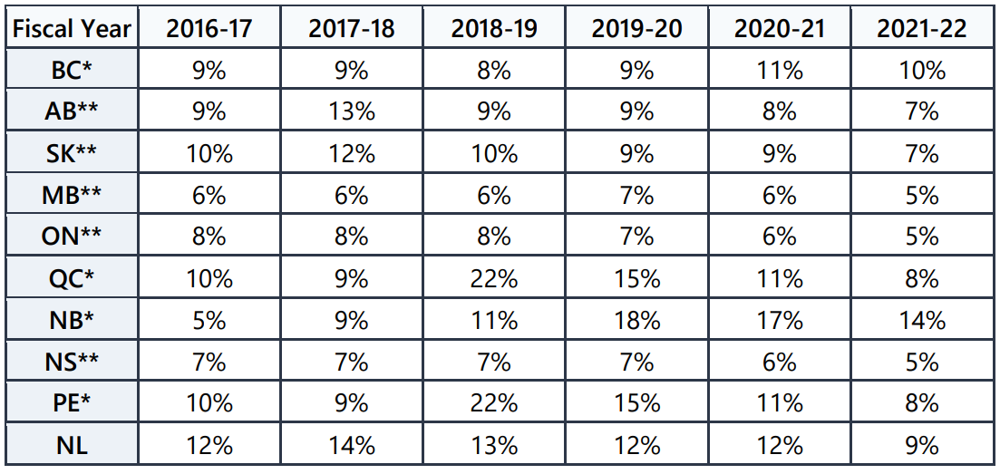 Fiscal Year 2016-17 2017-18 2018-19 2019-20 2020-21 2021-22
BC* 9% 9% 8% 9% 11% 10%
AB** 9% 13% 9% 9% 8% 7%
SK** 10% 12% 10% 9% 9% 7%
MB** 6% 6% 6% 7% 6% 5%
ON** 8% 8% 8% 7% 6% 5%
QC* 10% 9% 22% 15% 11% 8%
NB* 5% 9% 11% 18% 17% 14%
NS** 7% 7% 7% 7% 6% 5%
PE* 10% 9% 22% 15% 11% 8%
NL 12% 14% 13% 12% 12% 9%